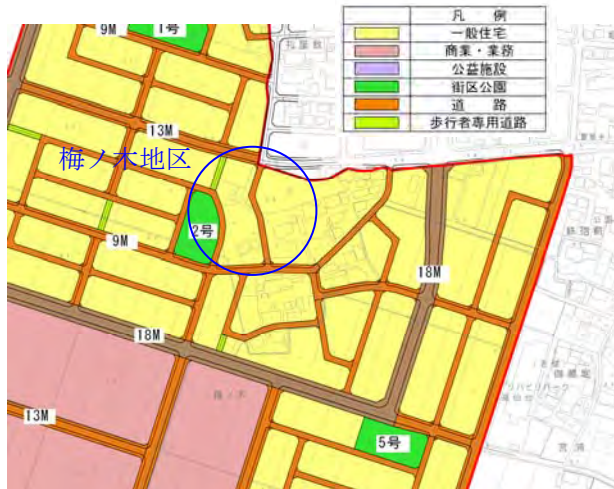 凡 例
一般住宅
商業・業務
公益施設
街区公園
道 路
歩行者専用道路
9M
1号
13M
梅ノ木地区
2号
9M
18M
18M
梅ノ木
13M
5号
宮滝